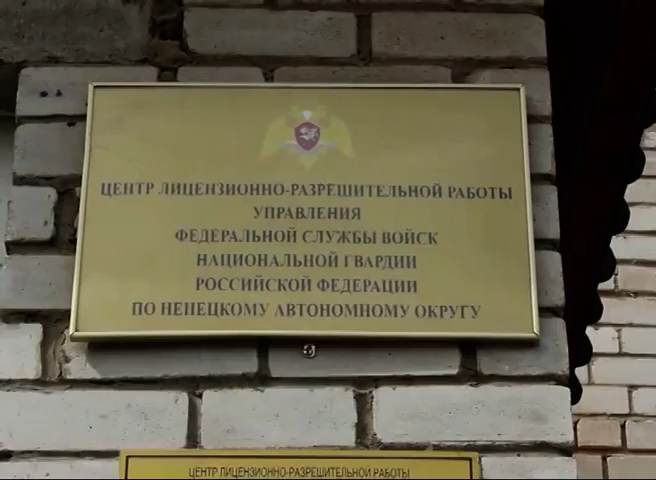 ЦЕНТР ЛИЦЕНЗИОННО-РАЗРЕШИТЕЛЬНОЙ РАБОТЫ
УПРАВЛЕНИЯ
ФЕДЕРАЛЬНОЙ СЛУЖБЫ ВОЙСК
НАЦИОНАЛЬНОЙ ГВАРДИИ
РОССИЙСКОЙ ФЕДЕРАЦИИ
ПО НЕНЕЦКОМУ АВТОНОМНОМУ ОКРУГУ
ЦЕНТР ЛИЦЕНЗИОННО-РАЗРЕШИТЕЛЬНОЙ РАБОТЫ